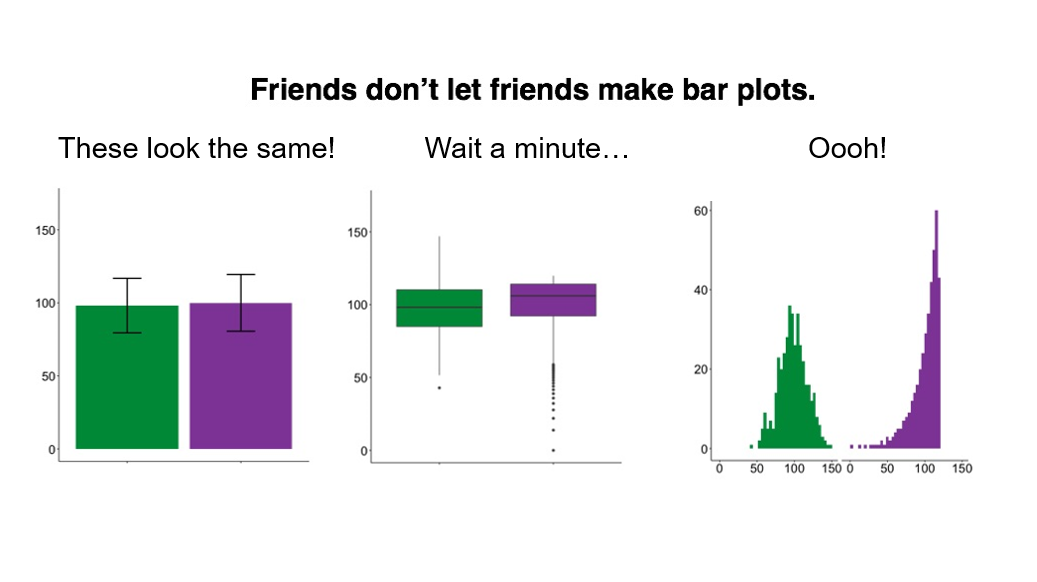 Friends don’t let friends make bar plots.
These look the same!
Wait a minute…
Oooh!
150
100
50
0
150
100
50
0
60
40
20
0
0 50 100 150 0 50 100 150